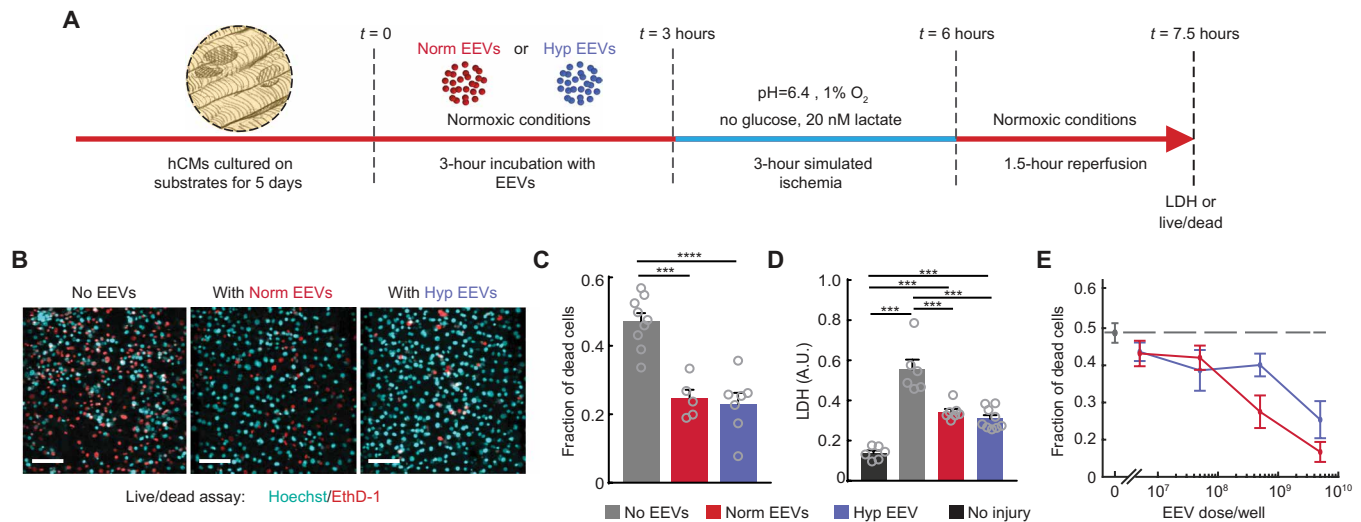 A
t = 0
Norm EEVs or Hyp EEVs
t = 3 hours
t = 6 hours
t = 7.5 hours
pH=6.4 , 1% O2
Normoxic conditions
no glucose, 20 nM lactate
Normoxic conditions
hCMs cultured on
substrates for 5 days
3-hour incubation with
EEVs
3-hour simulated
ischemia
1.5-hour reperfusion
LDH or
live/dead
B
No EEVs
With Norm EEVs
With Hyp EEVs
Live/dead assay: Hoechst/EthD-1
C
Fraction of dead cells
0.6
0.4
0.2
0
****
***
D
LDH (A.U.)
1.0
0.8
0.6
0.4
0.2
0
***
***
***
***
***
No EEVs
Norm EEVs
Hyp EEV
No injury
E
Fraction of dead cells
0.5
0.5
0.4
0.3
0.2
0.1
0
0
10^7
10^8
10^9
10^10
EEV dose/well